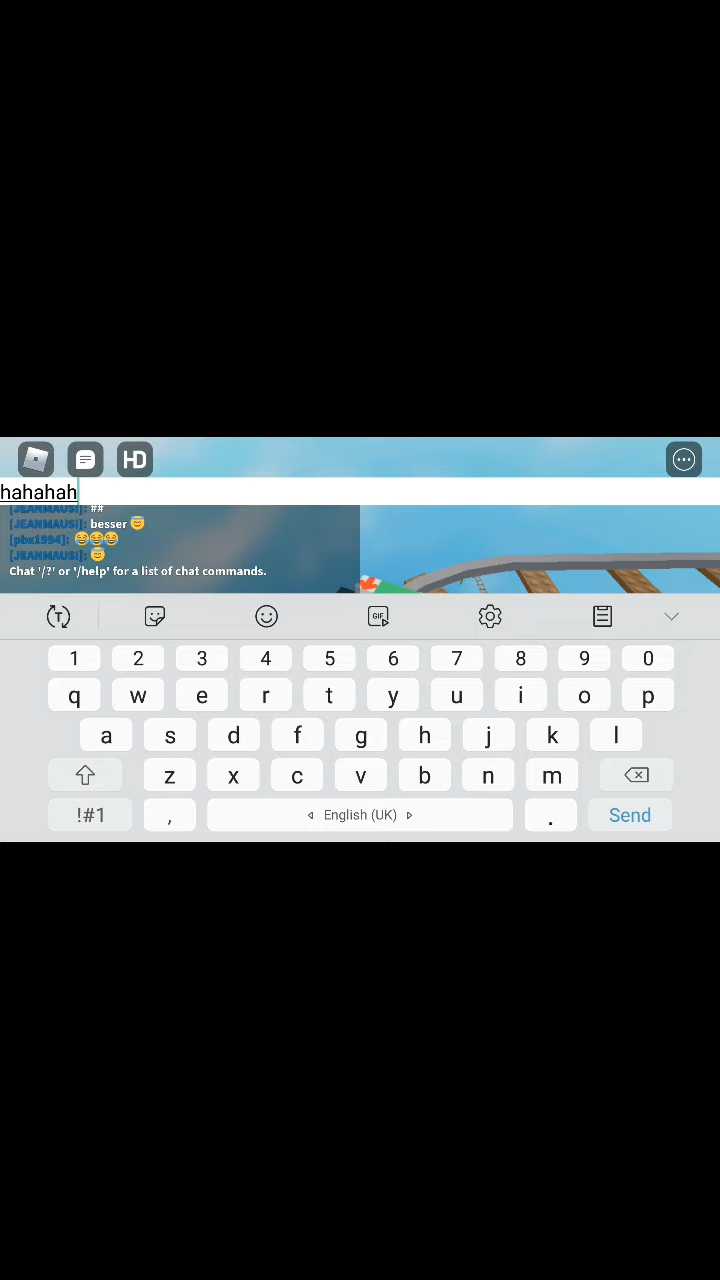 HD
hahahah
[JEANMAUSI]: ##
[JEANMAUSI]: besser 😇
[pbx1994]: 😂😂😂
[JEANMAUSI]: 😇
Chat '/?' or '/help' for a list of chat commands.
T GIF
1 2 3 4 5 6 7 8 9 0
q w e r t y u i o p
a s d f g h j k l
z x c v b n m
!#1 , English (UK) . Send